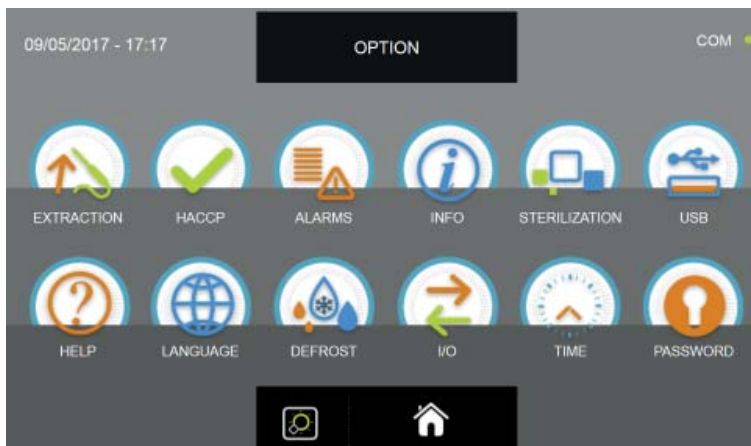 09/05/2017 - 17:17
OPTION
COM
EXTRACTION
HACCP
ALARMS
INFO
STERILIZATION
USB
HELP
LANGUAGE
DEFROST
I/O
TIME
PASSWORD